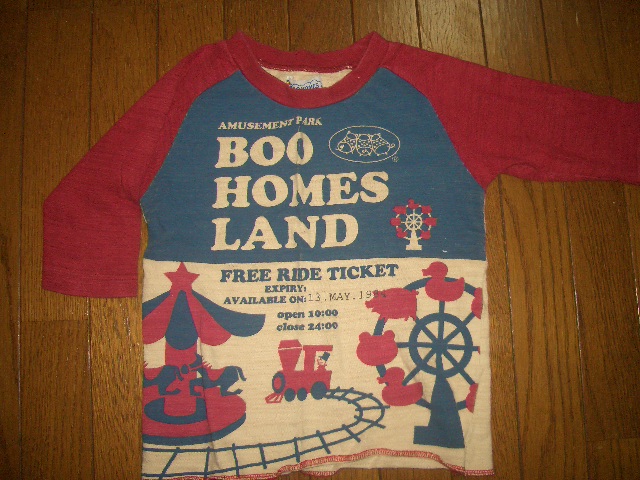 AMUSEMENT PARK
BOO
HOMES
LAND
®
FREE RIDE TICKET
EXPIRY:
AVAILABLE ON:13.MAY.1994
open 10:00
close 24:00